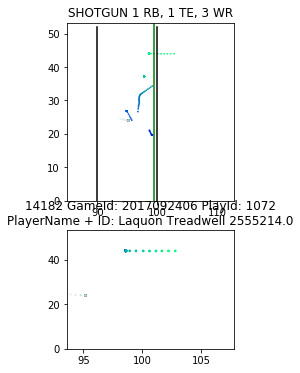 SHOTGUN 1 RB, 1 TE, 3 WR
50
40
30
20
10
0
90 100 110
14182 GameId: 2017092406 PlayId: 1072
PlayerName + ID: Laquon Treadwell 2555214.0
40
20
0
95 100 105